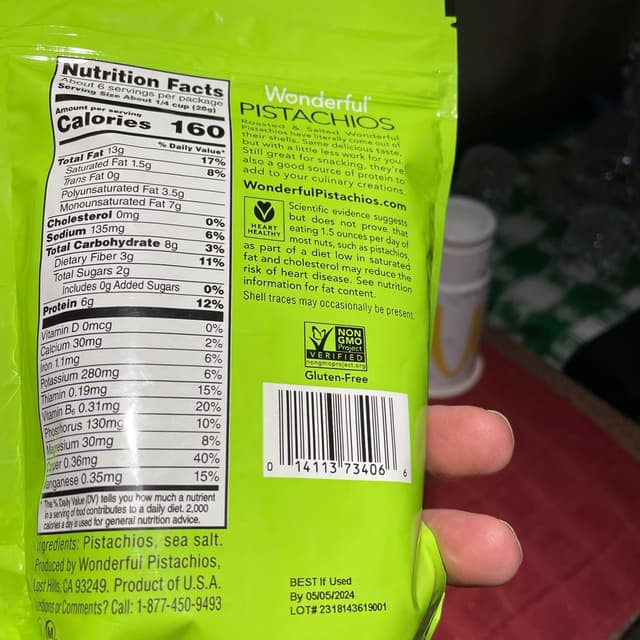 Nutrition Facts
About 6 servings per package
Serving Size About 1/4 cup (28g)
Amount per serving
Calories 160
% Daily Value*
Total Fat 13g 17%
Saturated Fat 1.5g 8%
Trans Fat 0g
Polyunsaturated Fat 3.5g
Monounsaturated Fat 7g
Cholesterol 0mg 0%
Sodium 135mg 6%
Total Carbohydrate 8g 3%
Dietary Fiber 3g 11%
Total Sugars 2g
Includes 0g Added Sugars 0%
Protein 6g 12%
Vitamin D 0mcg 0%
Calcium 30mg 2%
Iron 1.1mg 6%
Potassium 280mg 6%
Thiamin 0.19mg 15%
Vitamin B6 0.31mg 20%
Phosphorus 130mg 10%
Magnesium 30mg 8%
Copper 0.36mg 40%
Manganese 0.35mg 15%
* The % Daily Value (DV) tells you how much a nutrient
in a serving of food contributes to a daily diet. 2,000
calories a day is used for general nutrition advice.
Ingredients: Pistachios, sea salt.
Produced by Wonderful Pistachios,
Lost Hills, CA 93249. Product of U.S.A.
Questions or Comments? Call: 1-877-450-9493
Wonderful
PISTACHIOS
Roasted & Salted Wonderful
Pistachios have literally come out of
their shells. Same delicious taste,
but with a little less work for you.
Still great for snacking, they're
also a good source of protein to
add to your culinary creations.
WonderfulPistachios.com
HEART
HEALTHY
Scientific evidence suggests
but does not prove that
eating 1.5 ounces per day of
most nuts, such as pistachios,
as part of a diet low in saturated
fat and cholesterol may reduce the
risk of heart disease. See nutrition
information for fat content.
Shell traces may occasionally be present.
NON
GMO
Project
VERIFIED
nongmoproject.org
Gluten-Free
0 14113 73406 6
BEST If Used
By 05/05/2024
LOT# 2318143619001